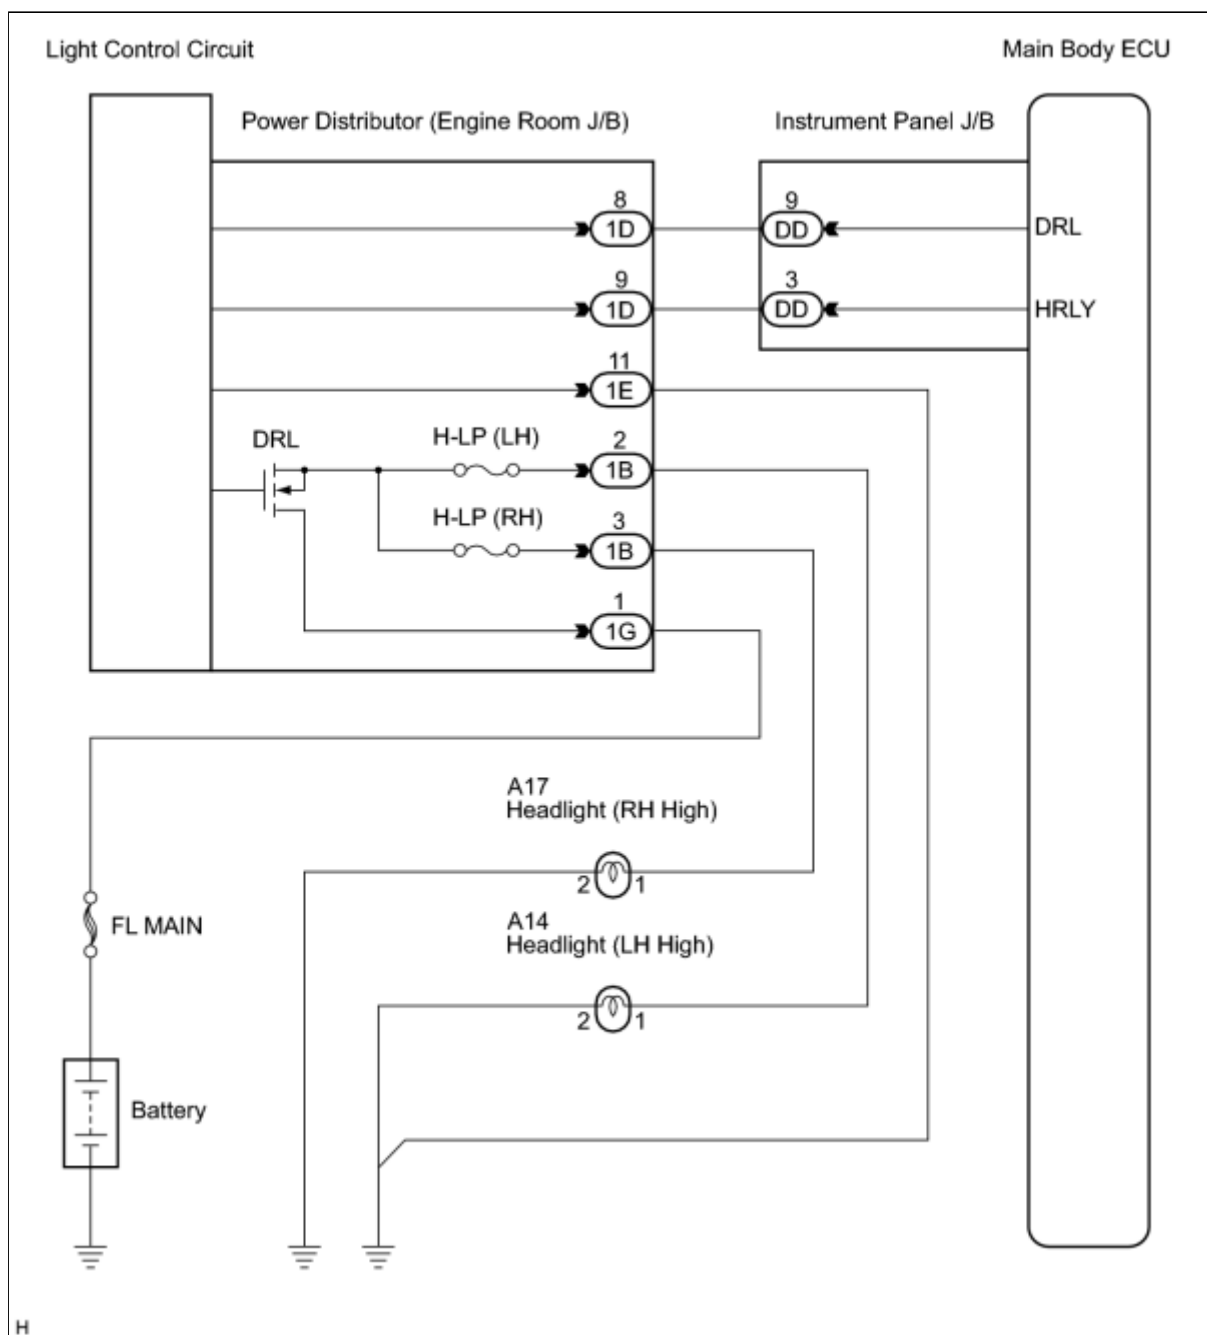 Light Control Circuit
Main Body ECU
Power Distributor (Engine Room J/B)
Instrument Panel J/B
8
1D
9
DD
DRL
9
1D
3
DD
HRLY
11
1E
DRL
H-LP (LH)
2
1B
H-LP (RH)
3
1B
1
1G
A17
Headlight (RH High)
2 1
FL MAIN
A14
Headlight (LH High)
2 1
Battery
H